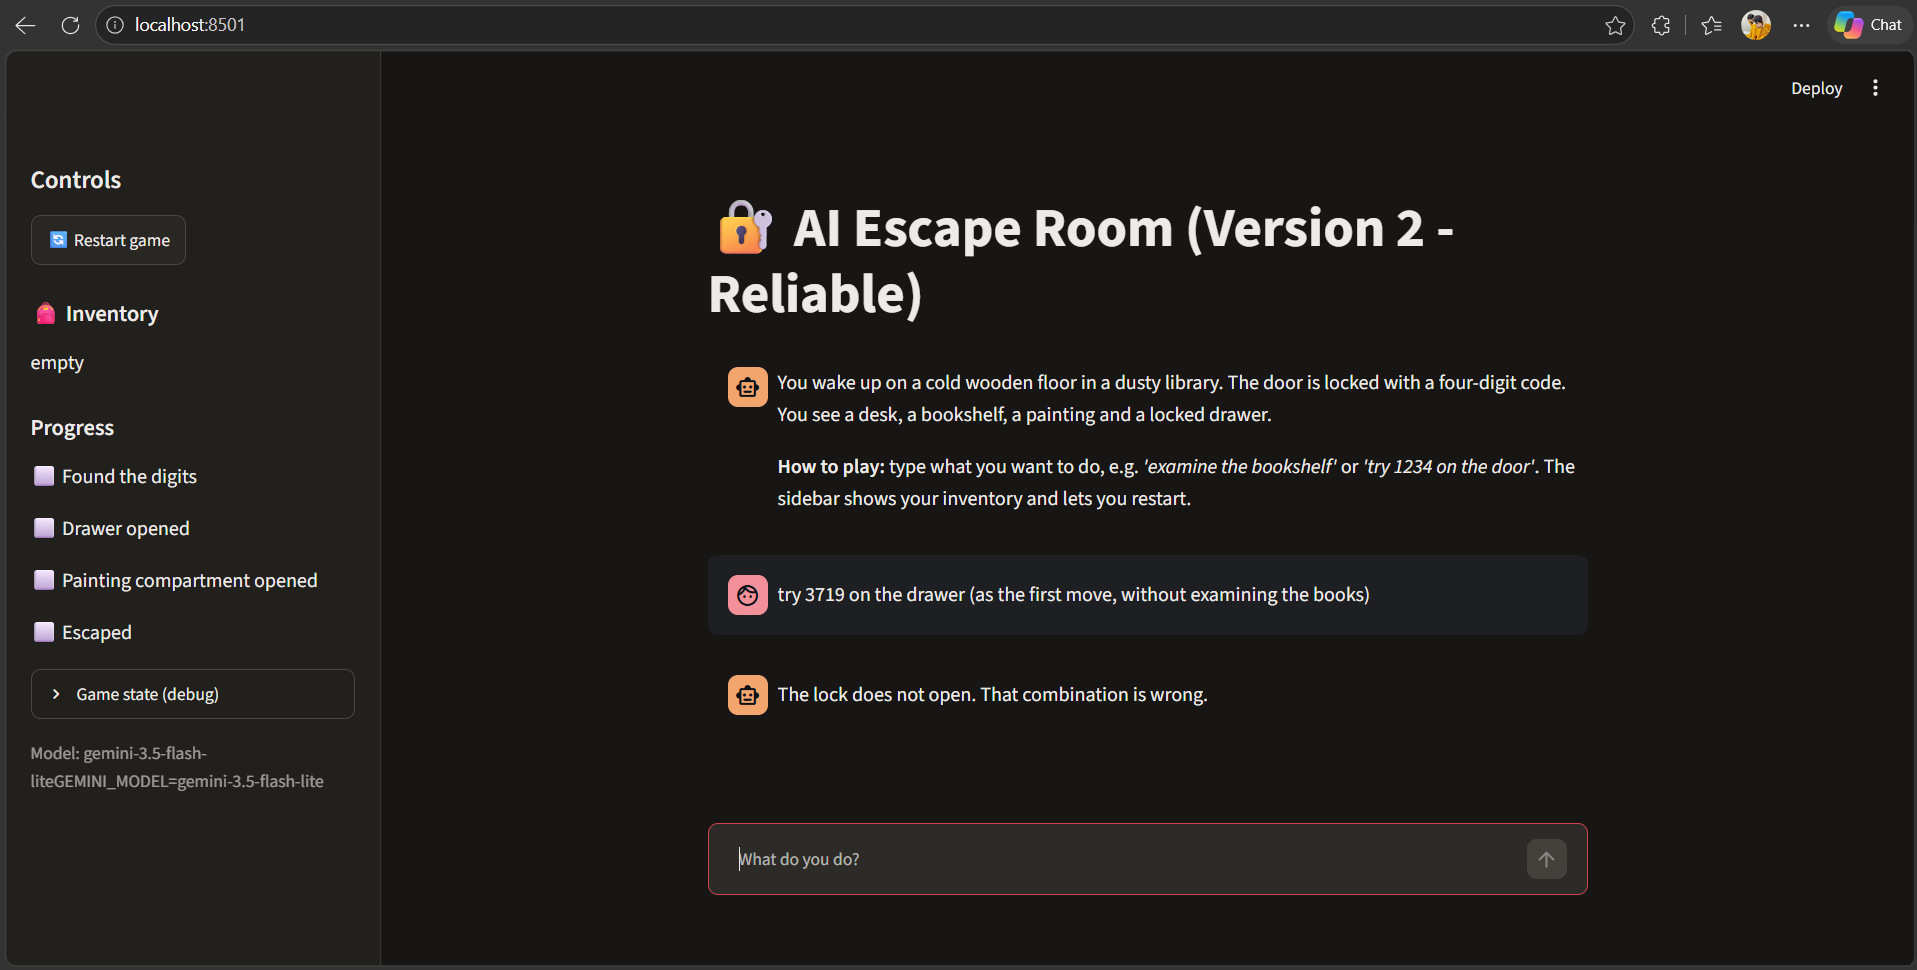 localhost:8501
Chat
Deploy
Controls
Restart game
Inventory
empty
Progress
Found the digits
Drawer opened
Painting compartment opened
Escaped
Game state (debug)
Model: gemini-3.5-flash-
liteGEMINI_MODEL=gemini-3.5-flash-lite
AI Escape Room (Version 2 -
Reliable)
You wake up on a cold wooden floor in a dusty library. The door is locked with a four-digit code.
You see a desk, a bookshelf, a painting and a locked drawer.
How to play: type what you want to do, e.g. 'examine the bookshelf' or 'try 1234 on the door'. The
sidebar shows your inventory and lets you restart.
try 3719 on the drawer (as the first move, without examining the books)
The lock does not open. That combination is wrong.
What do you do?